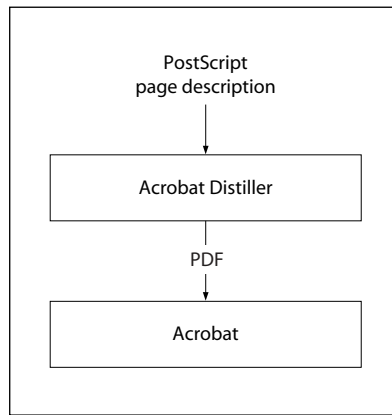 PostScript
page description
Acrobat Distiller
PDF
Acrobat